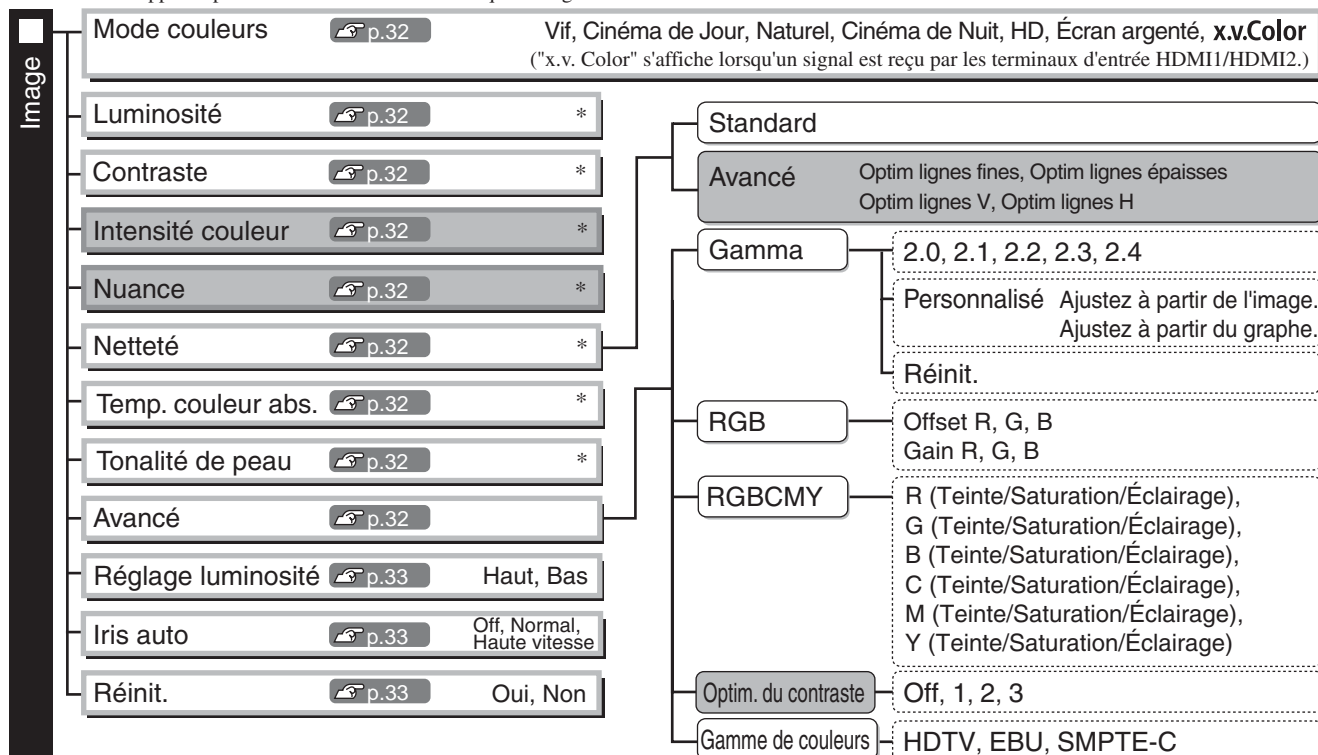 Image
Mode couleurs p.32 Vif, Cinéma de Jour, Naturel, Cinéma de Nuit, HD, Écran argenté, x.v.Color
("x.v. Color" s'affiche lorsqu'un signal est reçu par les terminaux d'entrée HDMI1/HDMI2.)
Luminosité p.32 *
Contraste p.32 *
Intensité couleur p.32 *
Nuance p.32 *
Netteté p.32 *
Temp. couleur abs. p.32 *
Tonalité de peau p.32 *
Avancé p.32
Réglage luminosité p.33 Haut, Bas
Iris auto p.33 Off, Normal,
Haute vitesse
Réinit. p.33 Oui, Non
Standard
Avancé Optim lignes fines, Optim lignes épaisses
Optim lignes V, Optim lignes H
Gamma 2.0, 2.1, 2.2, 2.3, 2.4
Personnalisé Ajustez à partir de l'image.
Ajustez à partir du graphe.
Réinit.
RGB Offset R, G, B
Gain R, G, B
RGBCMY R (Teinte/Saturation/Éclairage),
G (Teinte/Saturation/Éclairage),
B (Teinte/Saturation/Éclairage),
C (Teinte/Saturation/Éclairage),
M (Teinte/Saturation/Éclairage),
Y (Teinte/Saturation/Éclairage)
Optim. du contraste Off, 1, 2, 3
Gamme de couleurs HDTV, EBU, SMPTE-C